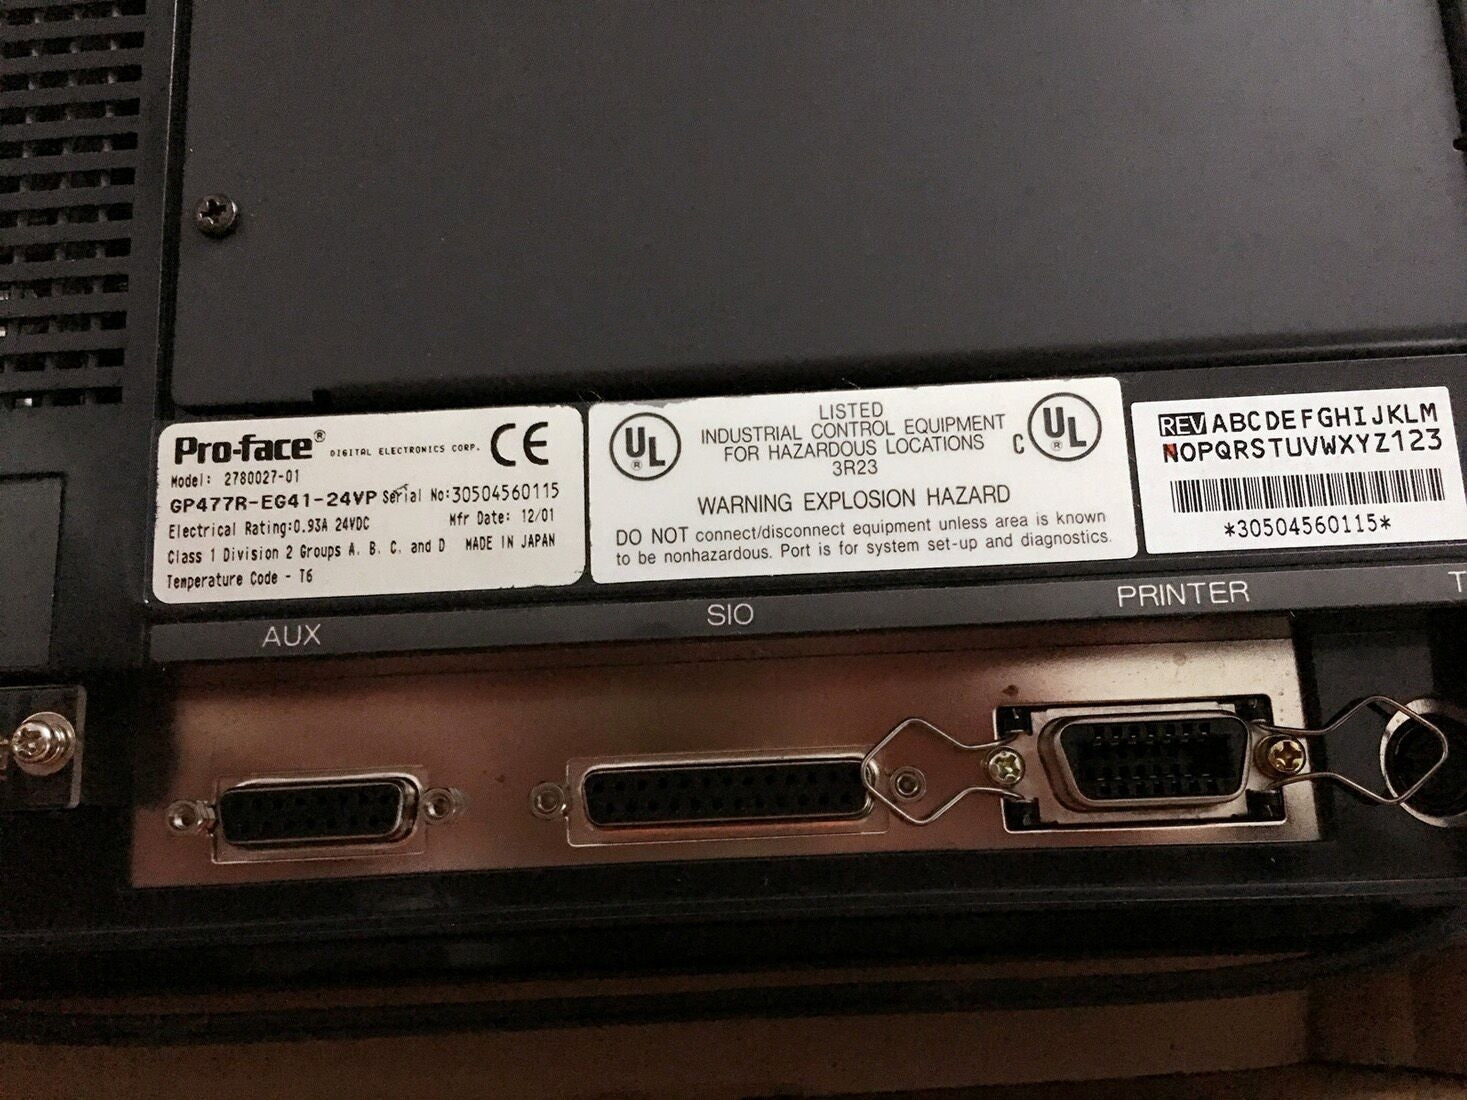 Pro-face® DIGITAL ELECTRONICS CORP. CE
Model: 2780027-01
GP477R-EG41-24VP Serial No:30504560115
Electrical Rating:0.93A 24VDC Mfr Date: 12/01
Class 1 Division 2 Groups A. B. C. and D MADE IN JAPAN
Temperature Code - T6
UL ®
LISTED
INDUSTRIAL CONTROL EQUIPMENT
FOR HAZARDOUS LOCATIONS
3R23
C UL ®
WARNING EXPLOSION HAZARD
DO NOT connect/disconnect equipment unless area is known
to be nonhazardous. Port is for system set-up and diagnostics.
REV ABCDEFGHIJKLM
NOPQRSTUVWXYZ123
*30504560115*
AUX
SIO
PRINTER